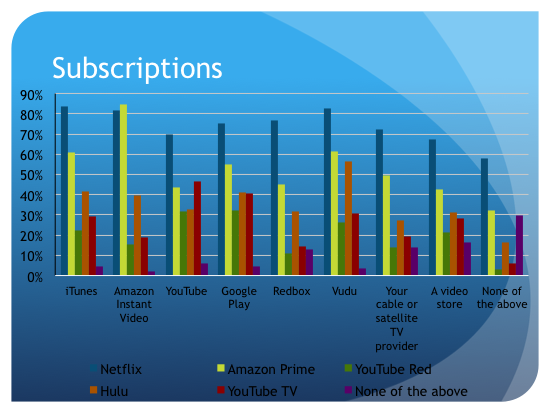 Subscriptions
90%
80%
70%
60%
50%
40%
30%
20%
10%
0%
iTunes
Amazon
Instant
Video
YouTube
Google
Play
Redbox
Vudu
Your
cable or
satellite
TV
provider
A video
store
None of
the above
Netflix
Amazon Prime
YouTube Red
Hulu
YouTube TV
None of the above